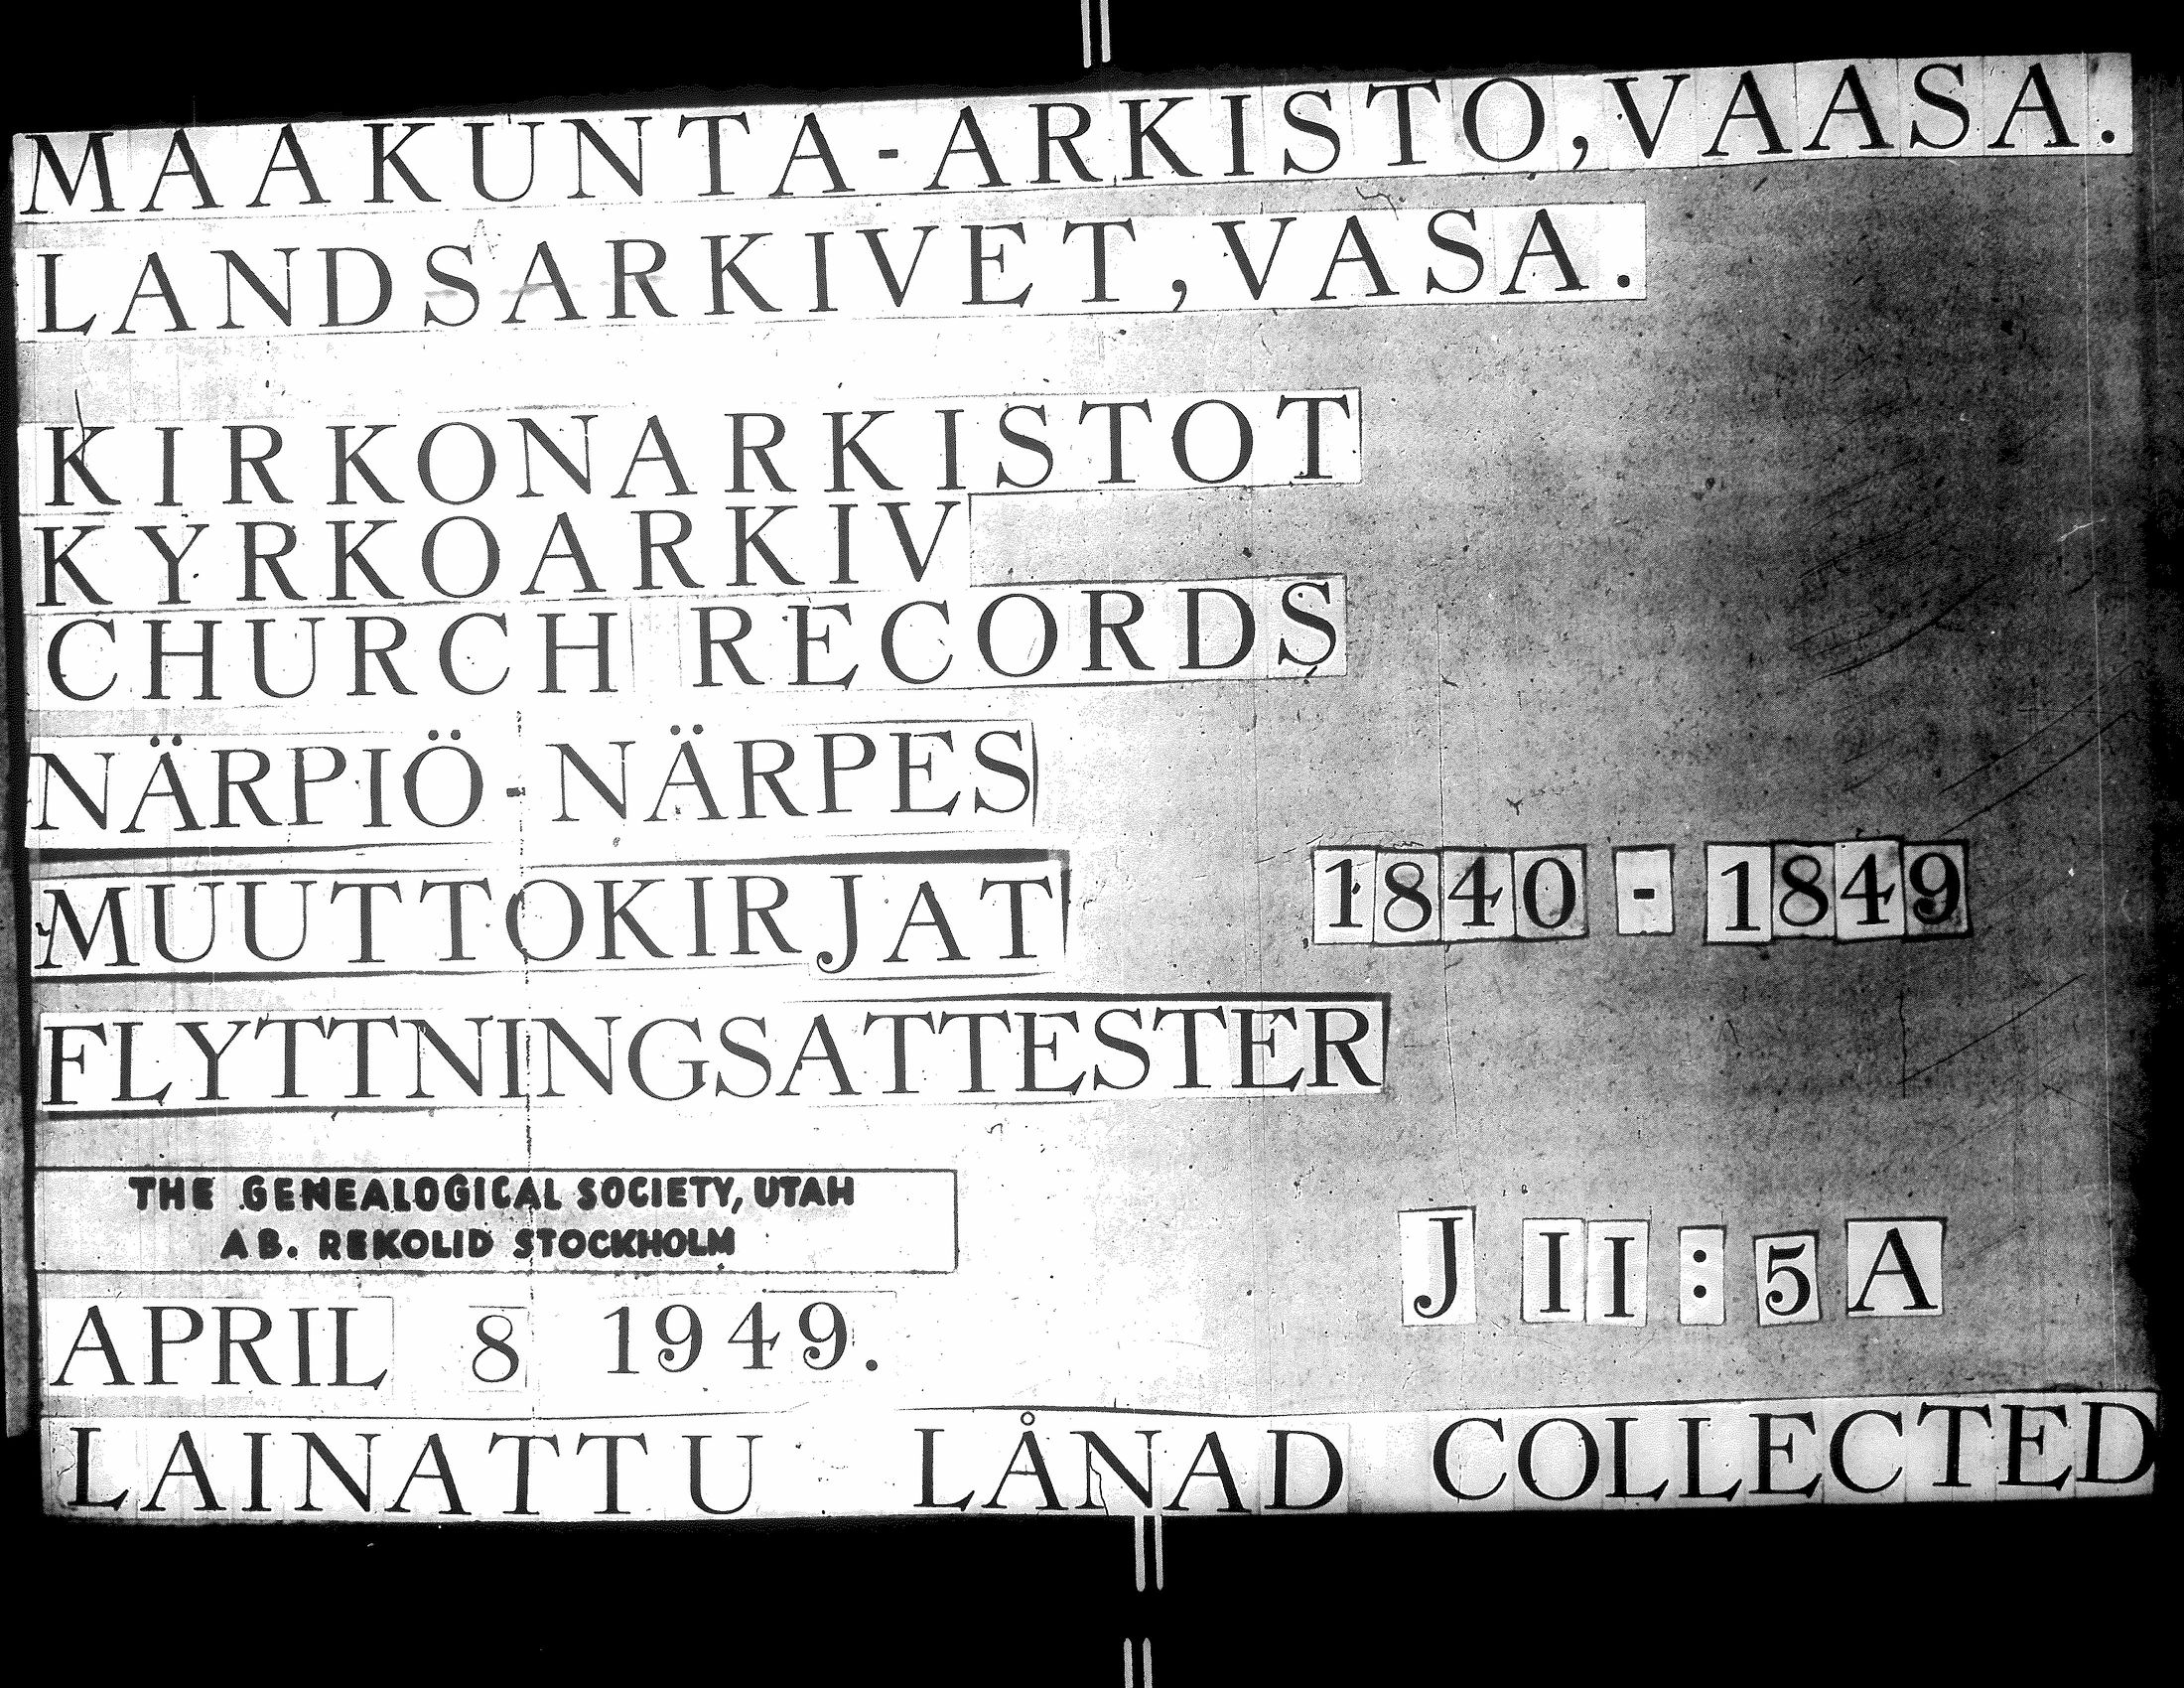 MAAKUNTA-ARKISTO, VAASA.
LANDSARKIVET, VASA.
KIRKONARKISTOT
KYRKOARKIV
CHURCH RECORDS
NÄRPIÖ - NÄRPES
MUUTTOKIRJAT 1840 - 1849
FLYTTNINGSATTESTER
THE GENEALOGICAL SOCIETY, UTAH
AB. REKOLID STOCKHOLM
J II : 5A
APRIL 8 1949.
LAINATTU LÅNAD COLLECTED